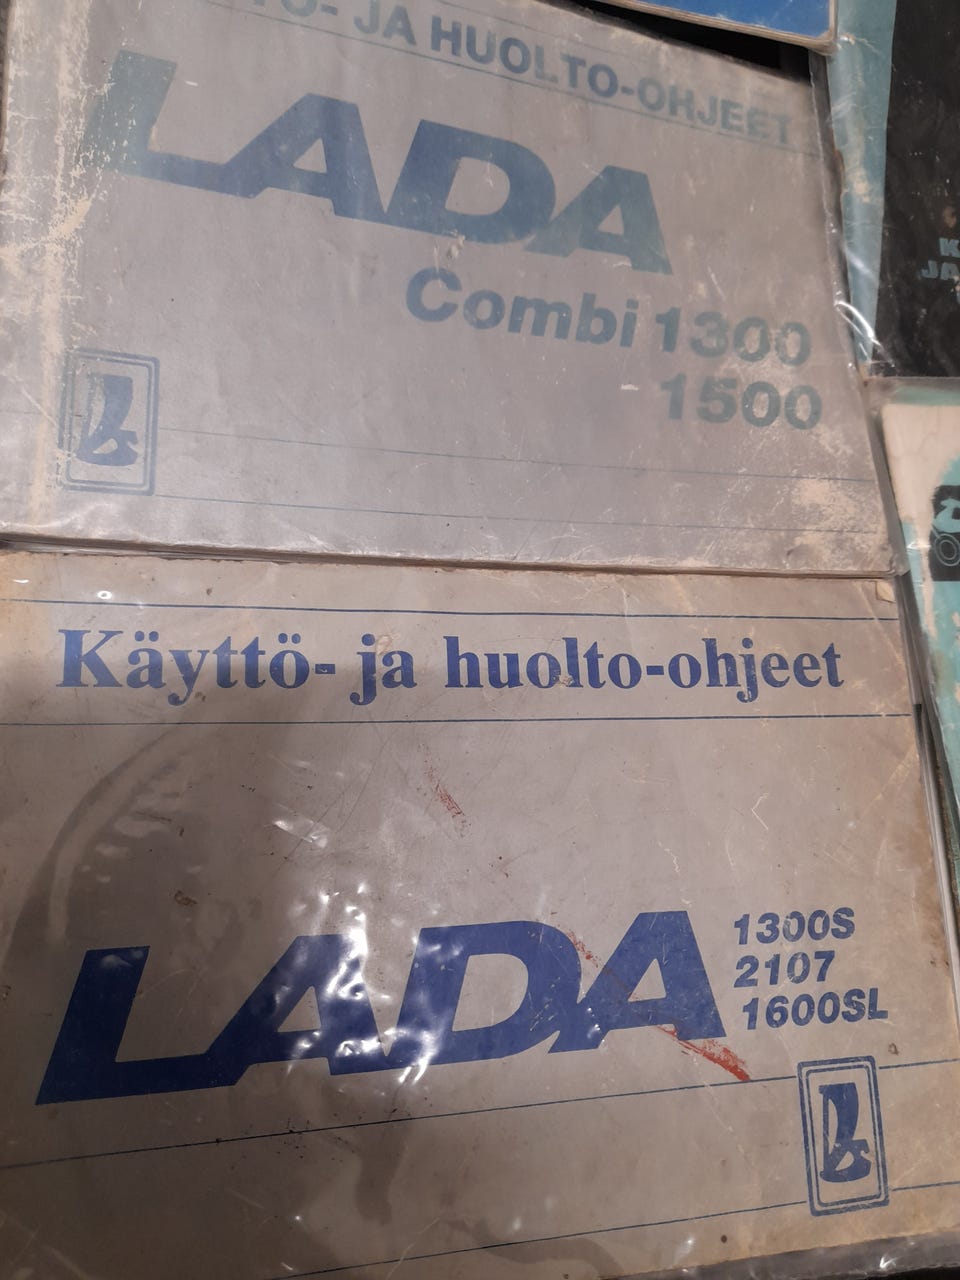 JA HUOLTO-OHJEET
LADA
Combi 1300
1500
Käyttö- ja huolto-ohjeet
LADA
1300S
2107
1600SL